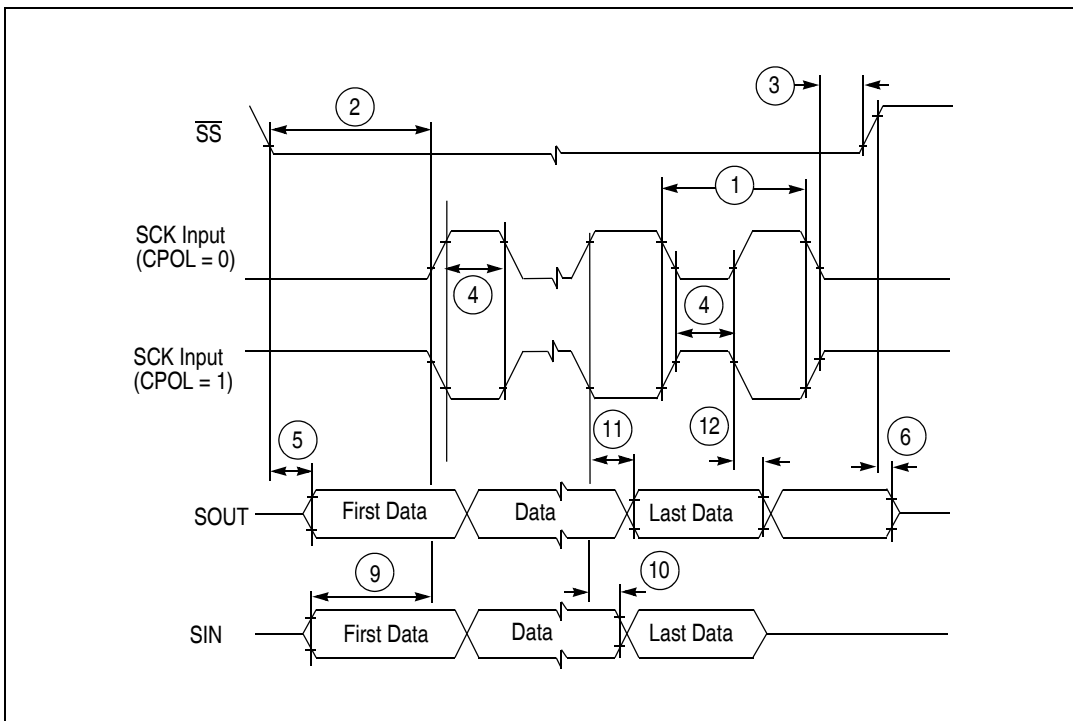 3
2
S̅S̅
1
SCK Input
(CPOL = 0)
4
4
SCK Input
(CPOL = 1)
5
11
12
6
SOUT
First Data
Data
Last Data
9
10
SIN
First Data
Data
Last Data